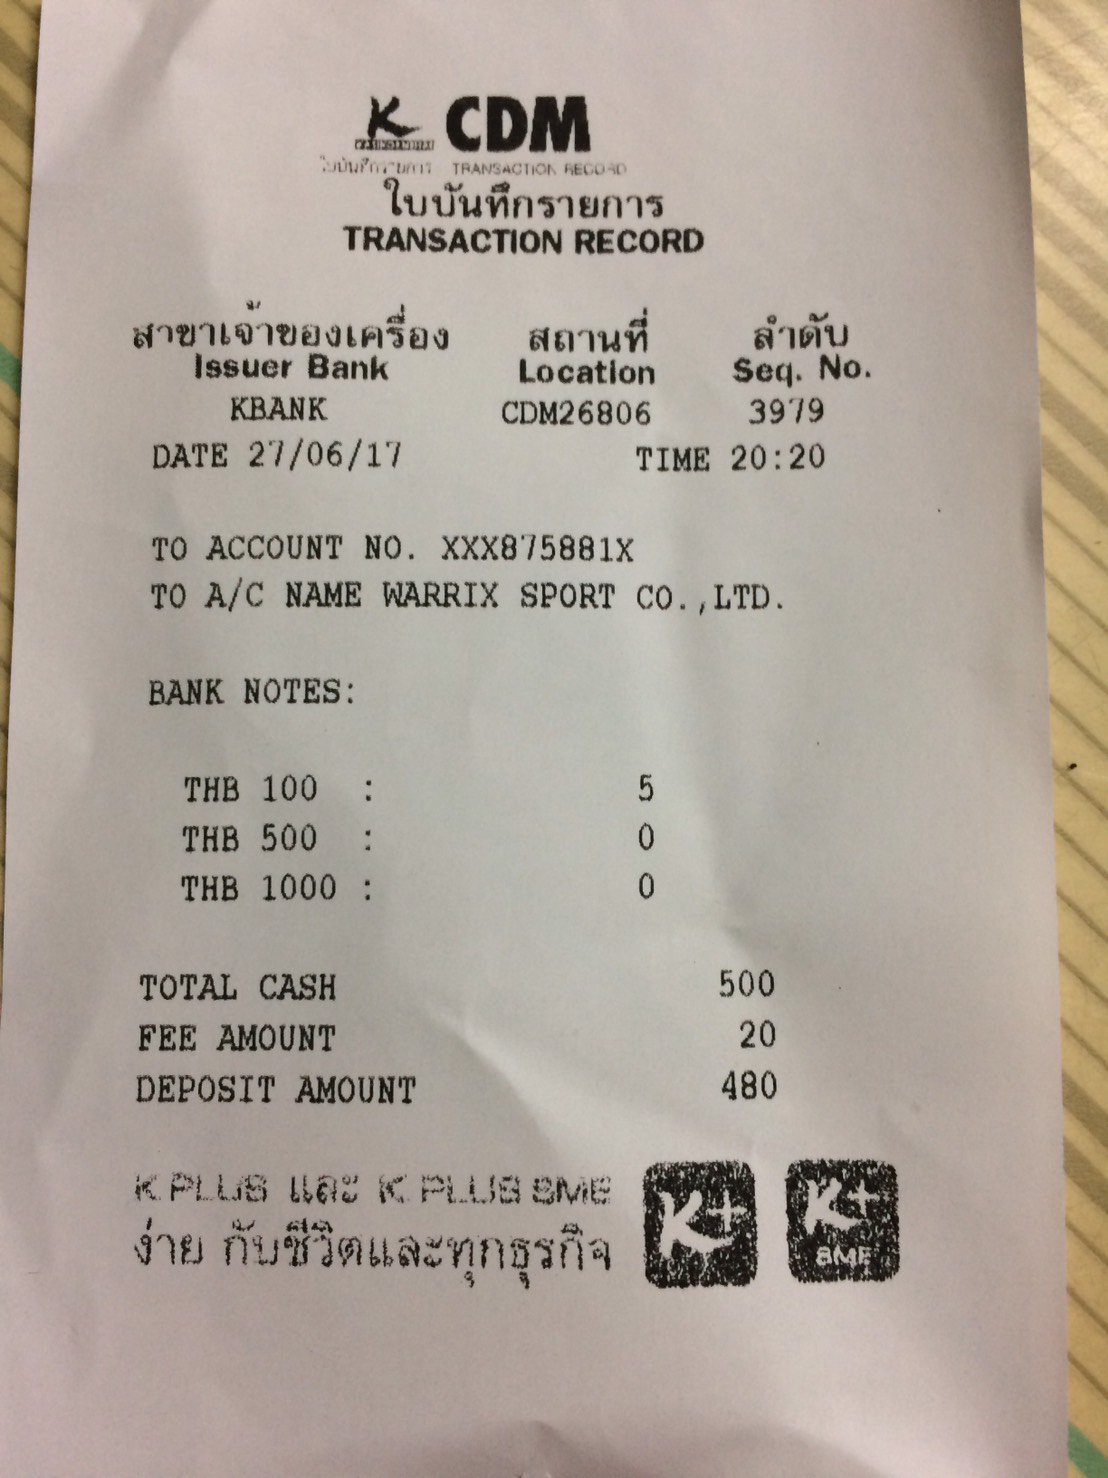 K CDM
ใบบันทึกรายการ TRANSACTION RECORD
ใบบันทึกรายการ
TRANSACTION RECORD
สาขาเจ้าของเครื่อง สถานที่ ลำดับ
Issuer Bank Location Seq. No.
KBANK CDM26806 3979
DATE 27/06/17 TIME 20:20
TO ACCOUNT NO. XXX875881X
TO A/C NAME WARRIX SPORT CO.,LTD.
BANK NOTES:
THB 100 : 5
THB 500 : 0
THB 1000 : 0
TOTAL CASH 500
FEE AMOUNT 20
DEPOSIT AMOUNT 480
K PLUS และ K PLUS SME
ง่าย กับชีวิตและทุกธุรกิจ
K+ K+
SME